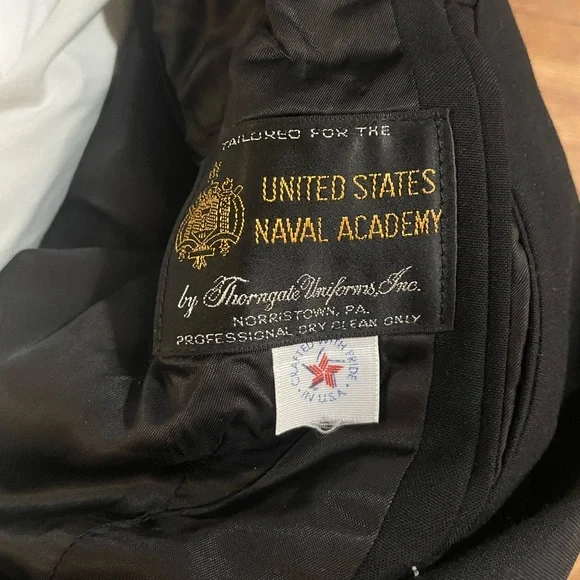 TAILORED FOR THE
UNITED STATES
NAVAL ACADEMY
by Thorngate Uniforms, Inc.
NORRISTOWN, PA.
PROFESSIONAL DRY CLEAN ONLY
CRAFTED WITH PRIDE
• IN U.S.A. •